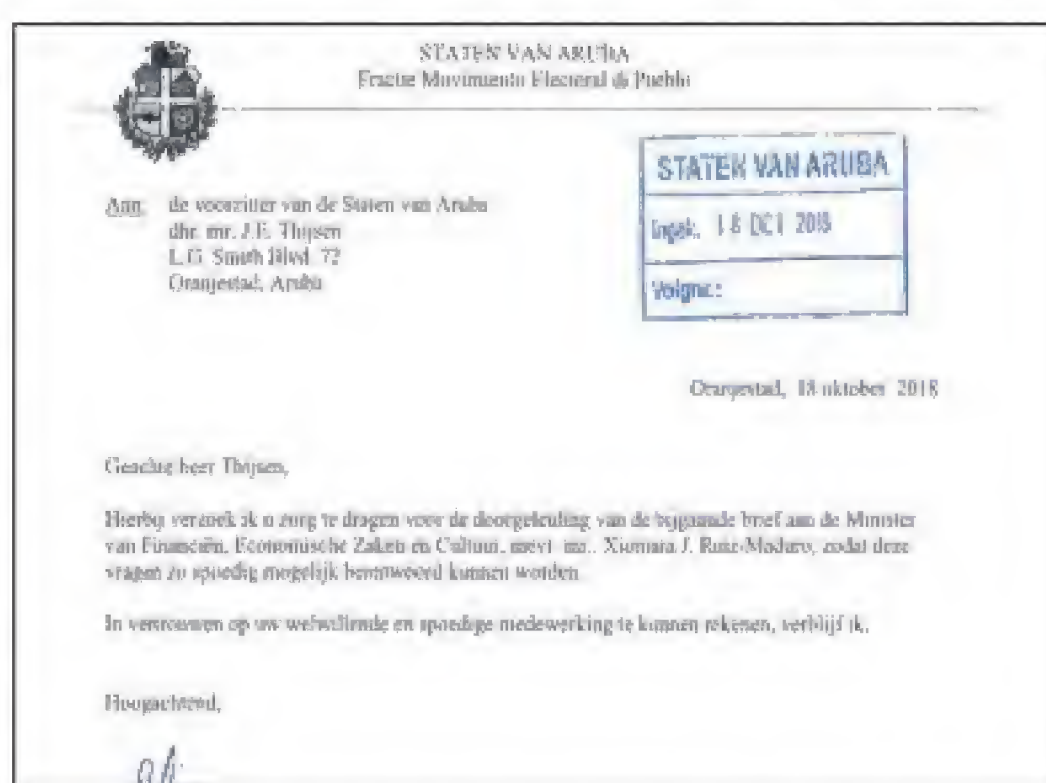 STATEN VAN ARUBA
Fractie Movimiento Electoral di Pueblo
STATEN VAN ARUBA
Ingek. 18 OCT 2018
Volgnr.:
Aan: de voorzitter van de Staten van Aruba
dhr. mr. J.E. Thijsen
L.G. Smith Blvd. 72
Oranjestad, Aruba
Oranjestad, 18 oktober 2018
Geachte heer Thijsen,
Hierbij verzoek ik u zorg te dragen voor de doorgeleiding van de bijgaande brief aan de Minister
van Financiën, Economische Zaken en Cultuur, mevr. Xiomara J. Ruiz-Maduro, zodat deze
vragen zo spoedig mogelijk beantwoord kunnen worden.
In vertrouwen op uw welwillende en spoedige medewerking te kunnen rekenen, verblijf ik,
Hoogachtend,